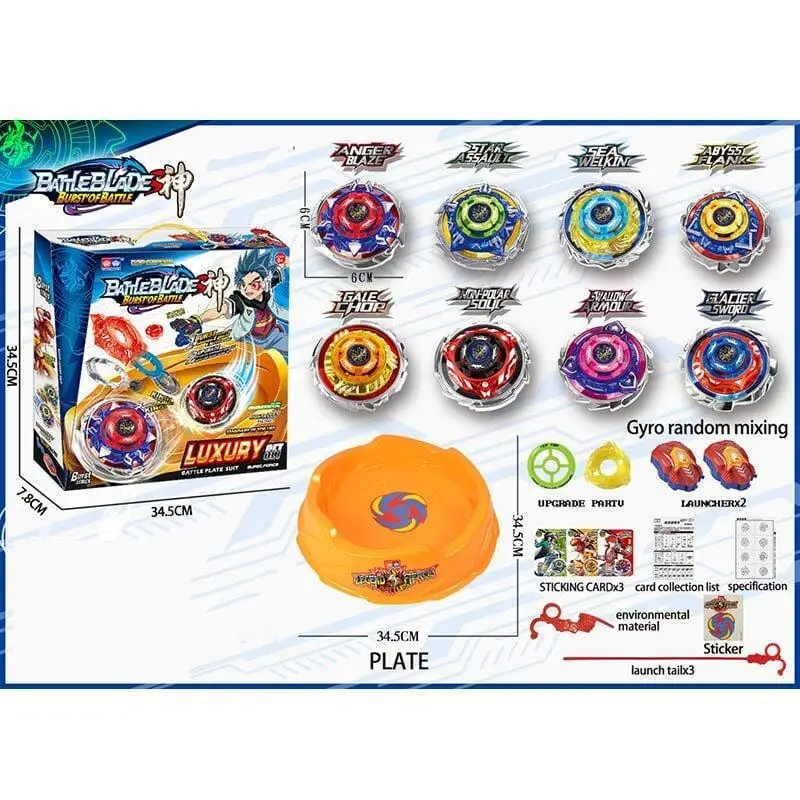 BATTLEBLADE 神
BURST OF BATTLE
BATTLEBLADE 神
BURST OF BATTLE
BURST
LUXURY
BATTLE PLATE SUIT
34.5CM
7.8CM
34.5CM
ANGER
BLAZE
STAR
ASSAULT
SEA
WELKIN
ABYSS
FLANK
6CM
6CM
GALE
CHOP
NON-POLAR
SOUL
SWALLOW
ARMOUR
GLACIER
SWORD
Gyro random mixing
UPGRADE PARTU
LAUNCHERX2
STICKING CARDX3
card collection list
specification
environmental
material
Sticker
launch tailx3
34.5CM
34.5CM
PLATE